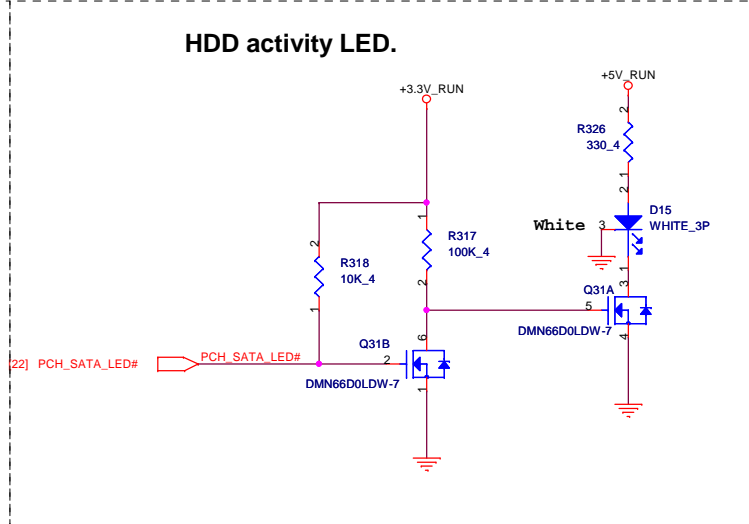 HDD activity LED.
+3.3V_RUN
+5V_RUN
2
R326
330_4
1
2
D15
WHITE_3P
White
3
1
2
R318
10K_4
1
1
R317
100K_4
2
Q31A
3
5
DMN66D0LDW-7
4
Q31B
6
2
DMN66D0LDW-7
1
22] PCH_SATA_LED#
PCH_SATA_LED#